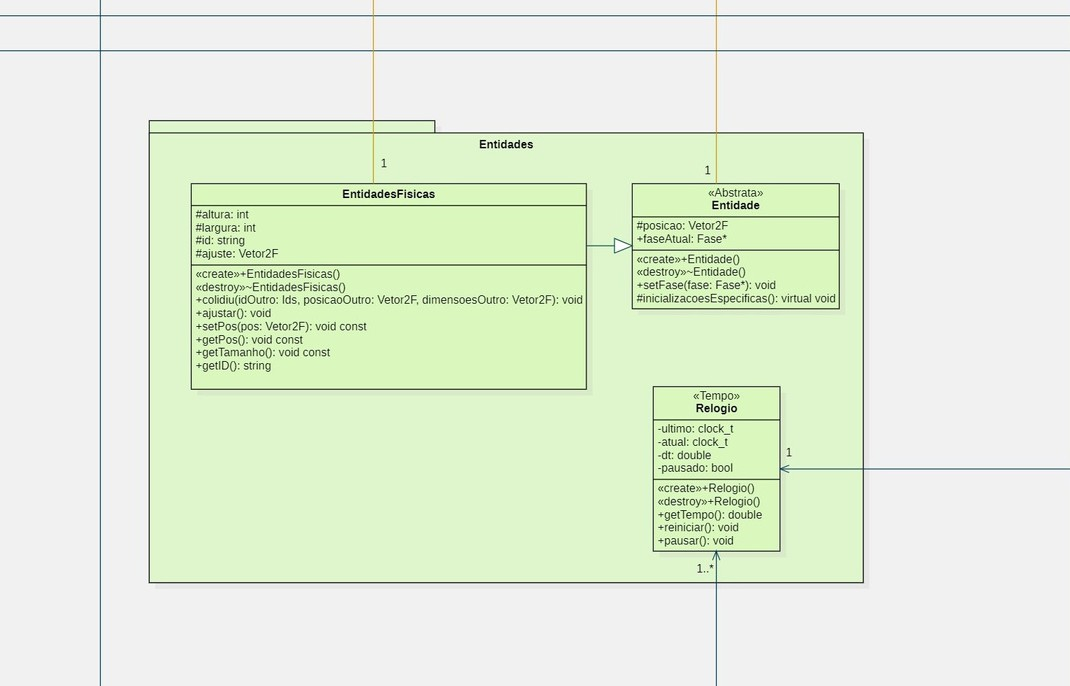 Entidades
1
EntidadesFisicas
#altura: int
#largura: int
#id: string
#ajuste: Vetor2F
«create»+EntidadesFisicas()
«destroy»~EntidadesFisicas()
+colidiu(idOutro: Ids, posicaoOutro: Vetor2F, dimensoesOutro: Vetor2F): void
+ajustar(): void
+setPos(pos: Vetor2F): void const
+getPos(): void const
+getTamanho(): void const
+getID(): string
1
«Abstrata»
Entidade
#posicao: Vetor2F
+faseAtual: Fase*
«create»+Entidade()
«destroy»~Entidade()
+setFase(fase: Fase*): void
#inicializacoesEspecificas(): virtual void
«Tempo»
Relogio
-ultimo: clock_t
-atual: clock_t
-dt: double
-pausado: bool
«create»+Relogio()
«destroy»+Relogio()
+getTempo(): double
+reiniciar(): void
+pausar(): void
1
1..*